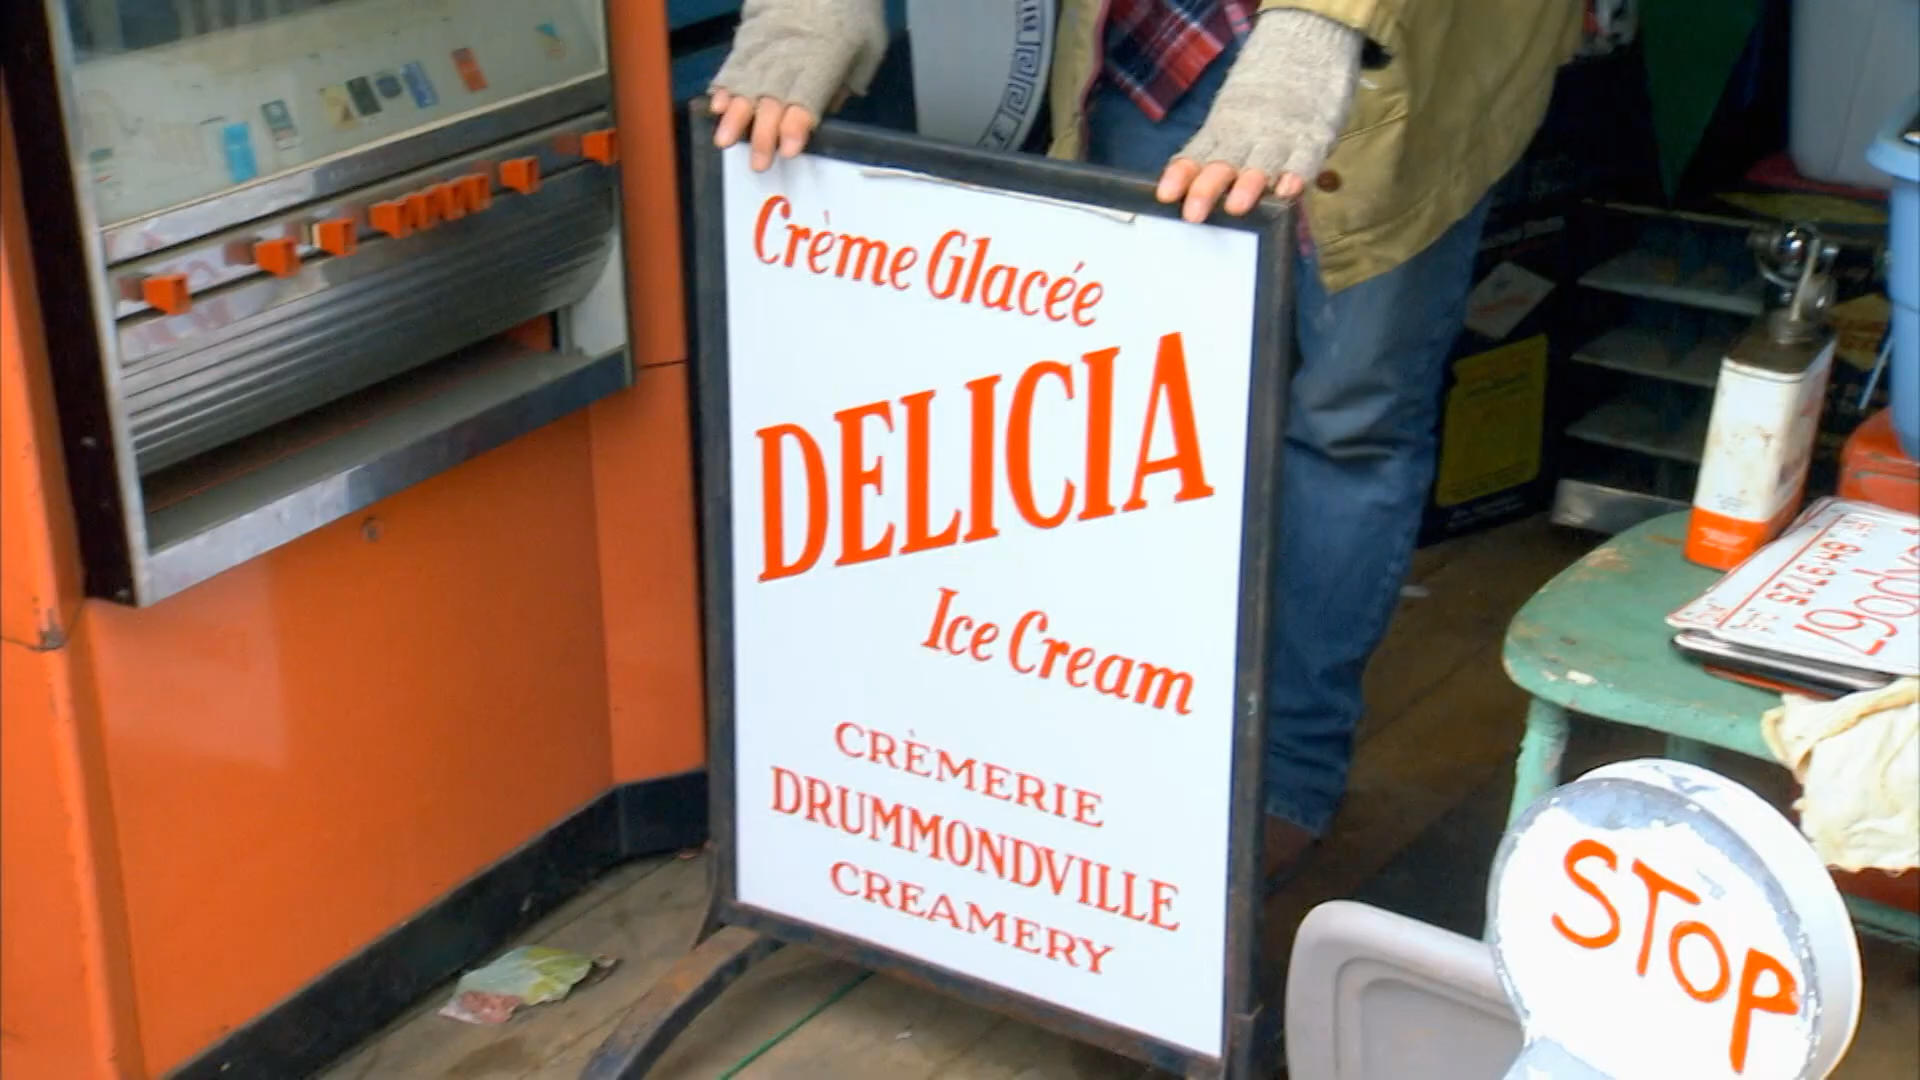 Crème Glacée
DELICIA
Ice Cream
CRÈMERIE
DRUMMONDVILLE
CREAMERY
STOP